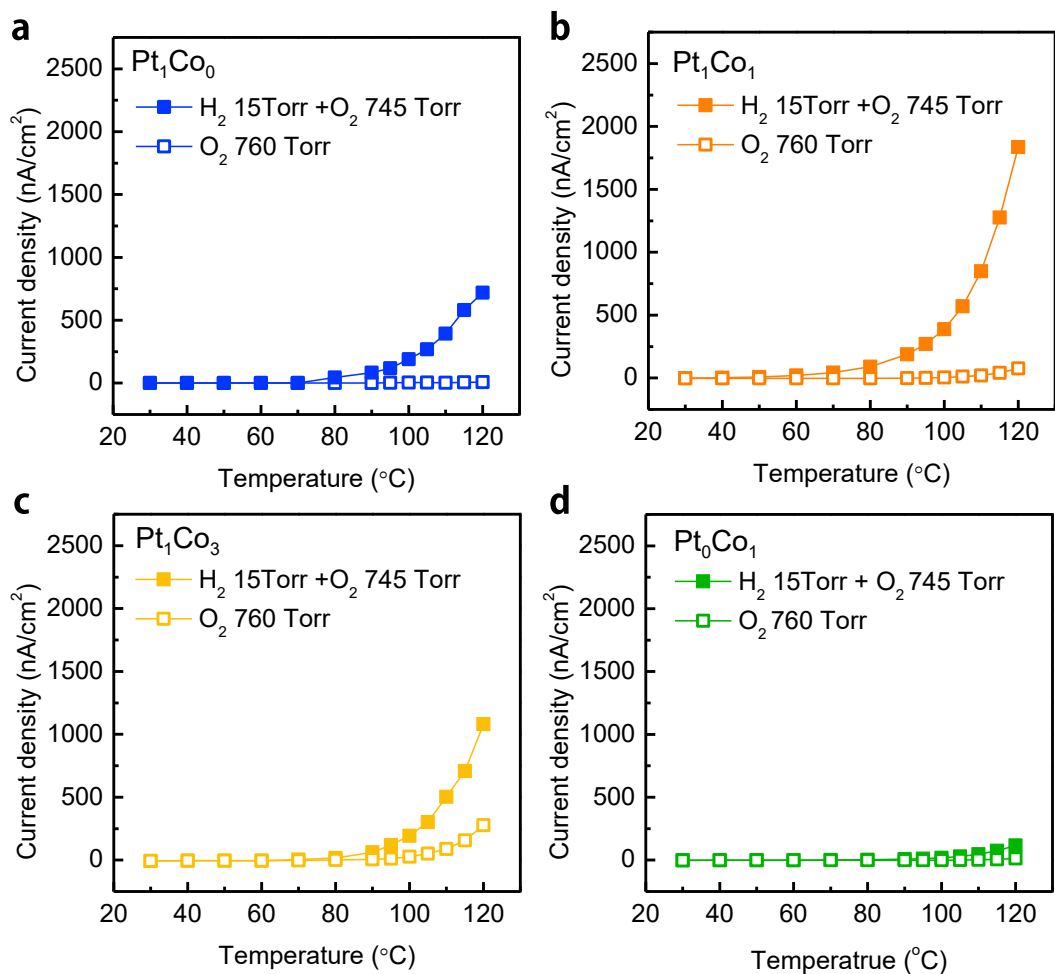 a
Pt₁Co₀
H₂ 15Torr +O₂ 745 Torr
O₂ 760 Torr
Current density (nA/cm²)
2500
2000
1500
1000
500
0
20 40 60 80 100 120
Temperature (°C)
b
Pt₁Co₁
H₂ 15Torr +O₂ 745 Torr
O₂ 760 Torr
Current density (nA/cm²)
2500
2000
1500
1000
500
0
20 40 60 80 100 120
Temperature (°C)
c
Pt₁Co₃
H₂ 15Torr +O₂ 745 Torr
O₂ 760 Torr
Current density (nA/cm²)
2500
2000
1500
1000
500
0
20 40 60 80 100 120
Temperature (°C)
d
Pt₀Co₁
H₂ 15Torr + O₂ 745 Torr
O₂ 760 Torr
Current density (nA/cm²)
2500
2000
1500
1000
500
0
20 40 60 80 100 120
Temperatrue (°C)